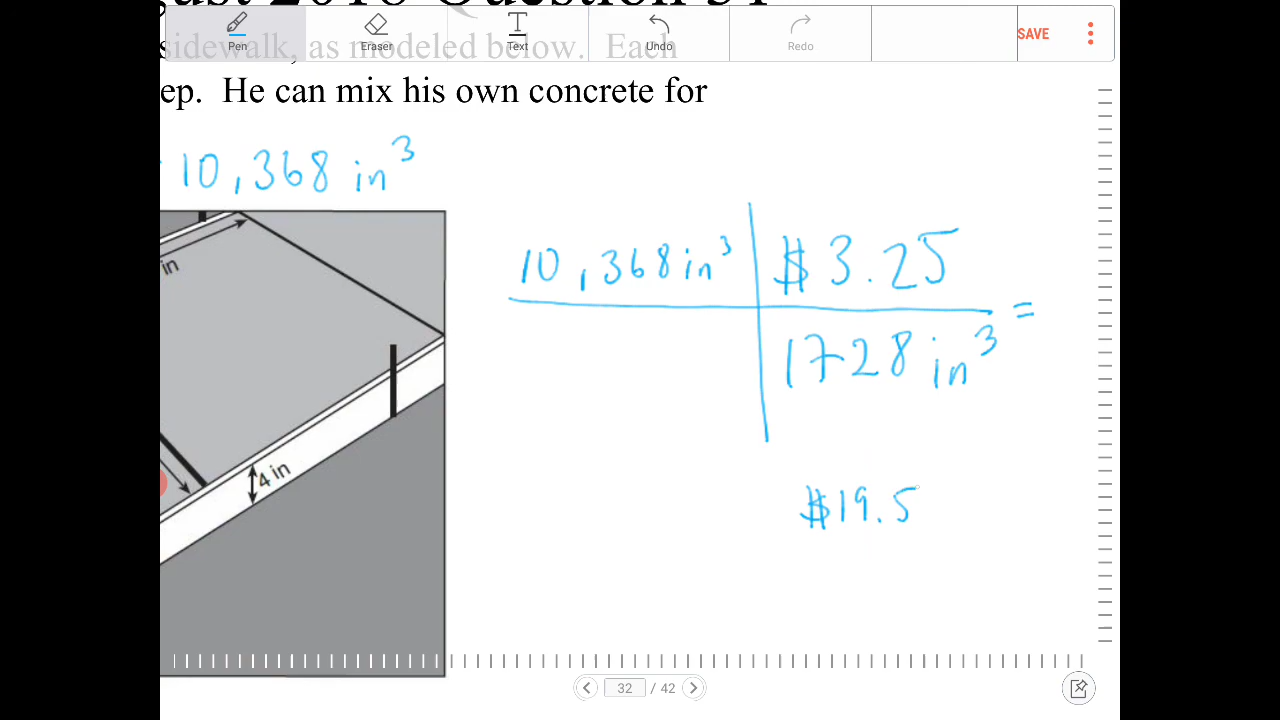 Pen
Eraser
Text
Undo
Redo
SAVE
sidewalk, as modeled below. Each
ep. He can mix his own concrete for
10,368 in³
in
4 in
10,368 in³ $3.25
1728 in³ =
$19.5
32 / 42